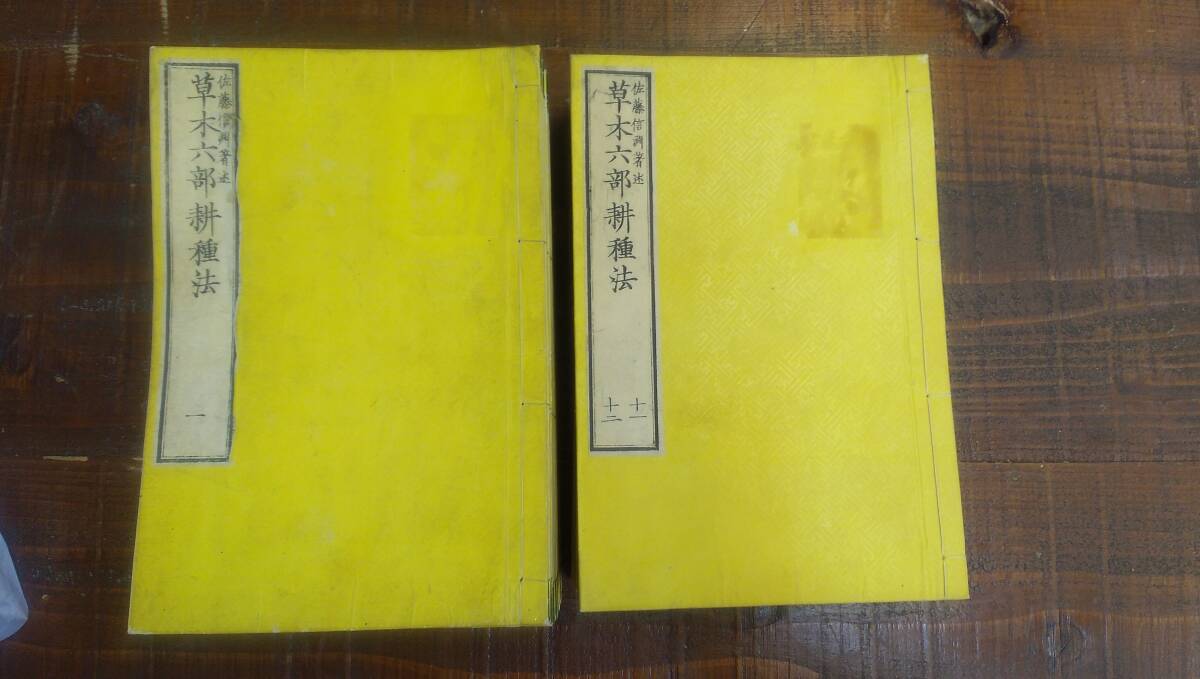 佐藤信淵著述
草木六部耕種法
一
佐藤信淵著述
草木六部耕種法
十一
十二